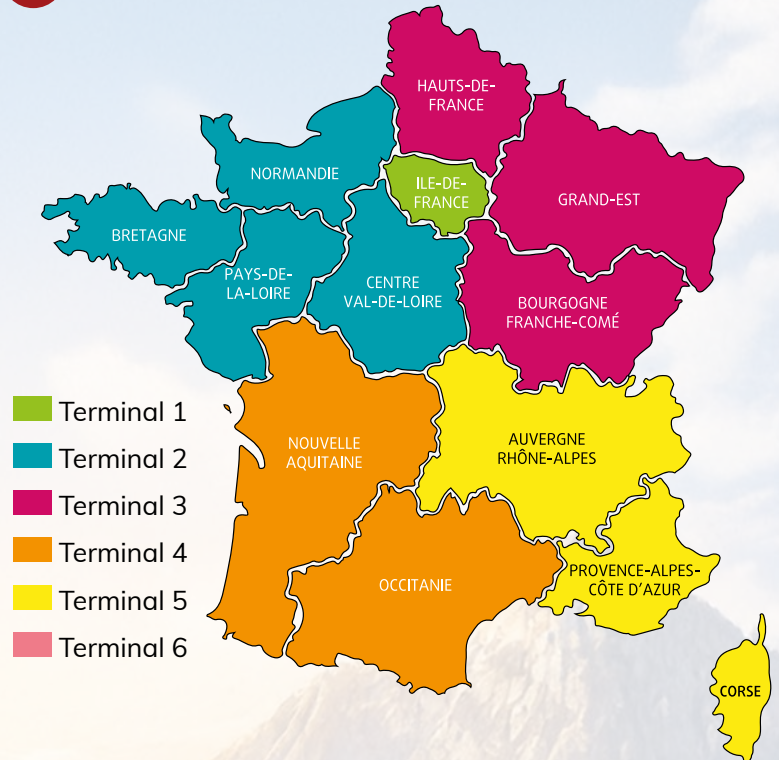 HAUTS-DE-
FRANCE
NORMANDIE
ILE-DE-
FRANCE
GRAND-EST
BRETAGNE
PAYS-DE-
LA-LOIRE
CENTRE
VAL-DE-LOIRE
BOURGOGNE
FRANCHE-COMÉ
Terminal 1
Terminal 2
Terminal 3
Terminal 4
Terminal 5
Terminal 6
NOUVELLE
AQUITAINE
AUVERGNE
RHÔNE-ALPES
OCCITANIE
PROVENCE-ALPES-
CÔTE D'AZUR
CORSE